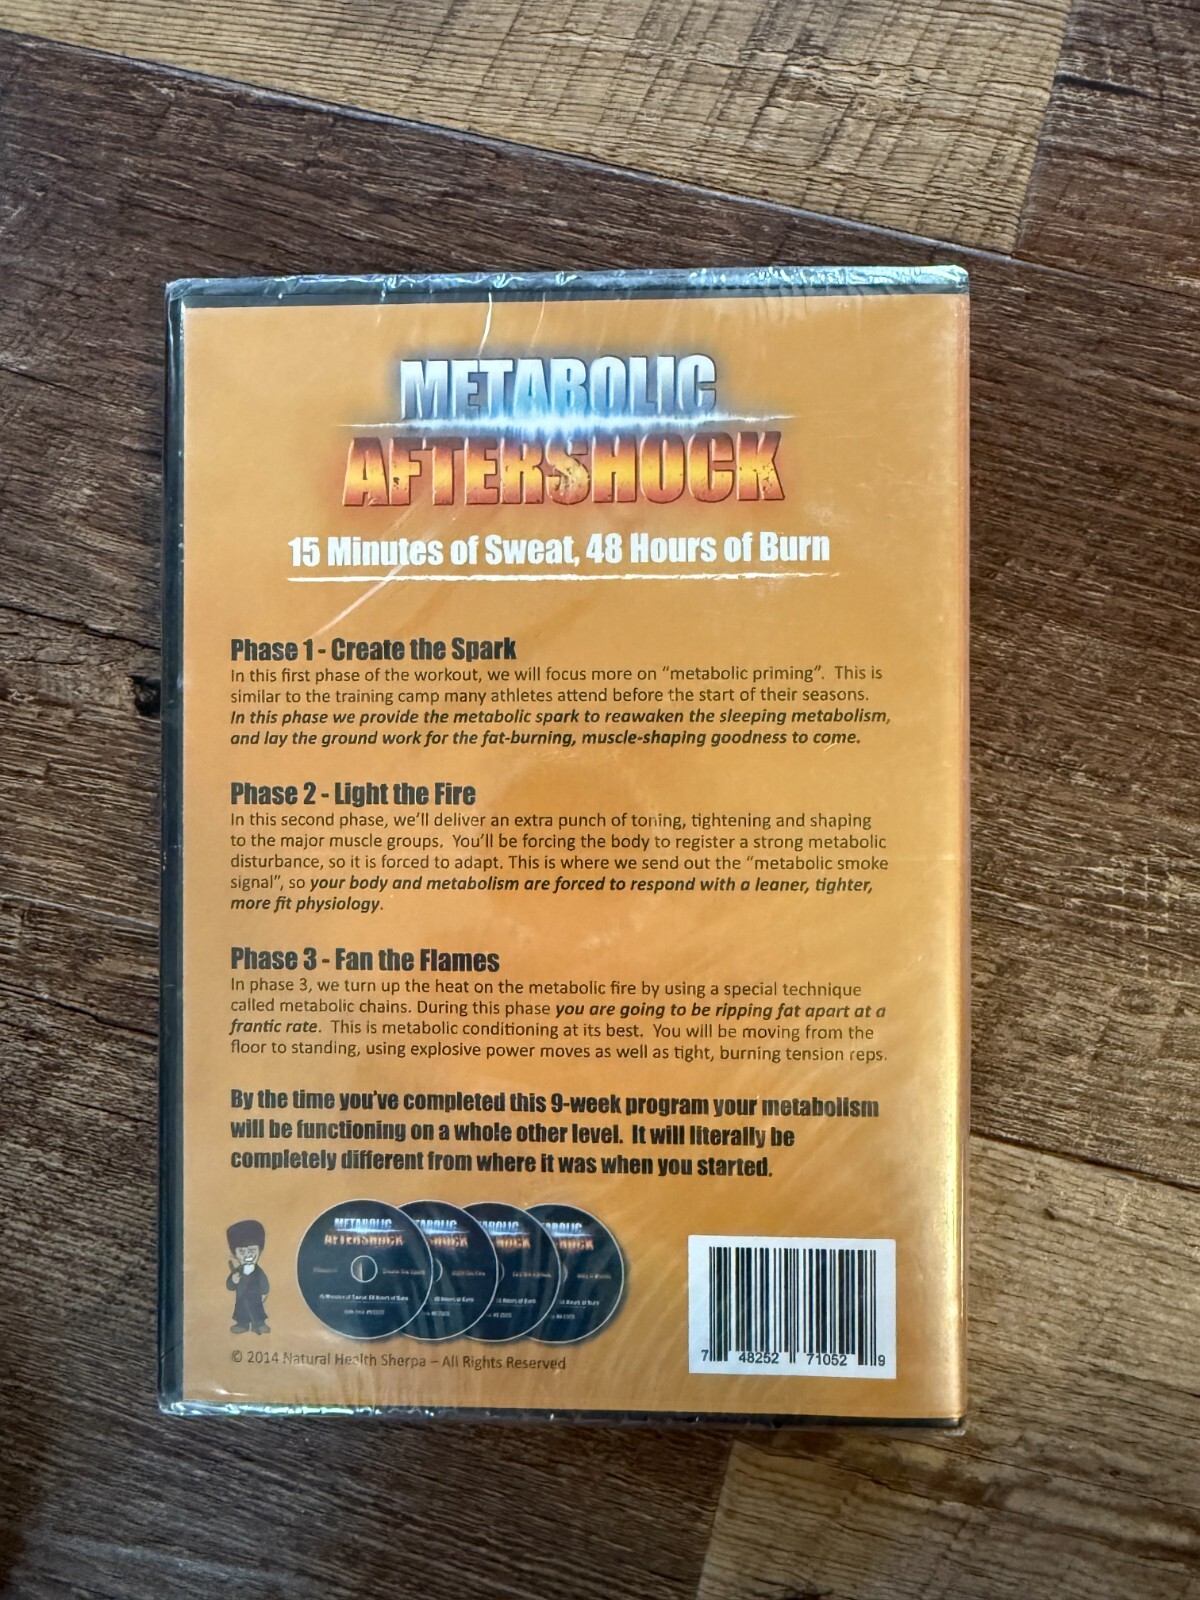 METABOLIC
AFTERSHOCK
15 Minutes of Sweat, 48 Hours of Burn
Phase 1 - Create the Spark
In this first phase of the workout, we will focus more on “metabolic priming”. This is
similar to the training camp many athletes attend before the start of their seasons.
In this phase we provide the metabolic spark to reawaken the sleeping metabolism,
and lay the ground work for the fat-burning, muscle-shaping goodness to come.
Phase 2 - Light the Fire
In this second phase, we’ll deliver an extra punch of toning, tightening and shaping
to the major muscle groups. You’ll be forcing the body to register a strong metabolic
disturbance, so it is forced to adapt. This is where we send out the “metabolic smoke
signal”, so your body and metabolism are forced to respond with a leaner, tighter,
more fit physiology.
Phase 3 - Fan the Flames
In phase 3, we turn up the heat on the metabolic fire by using a special technique
called metabolic chains. During this phase you are going to be ripping fat apart at a
frantic rate. This is metabolic conditioning at its best. You will be moving from the
floor to standing, using explosive power moves as well as tight, burning tension reps.
By the time you’ve completed this 9-week program your metabolism
will be functioning on a whole other level. It will literally be
completely different from where it was when you started.
METABOLIC
AFTERSHOCK
© 2014 Natural Health Sherpa – All Rights Reserved
7 48252 71052 9